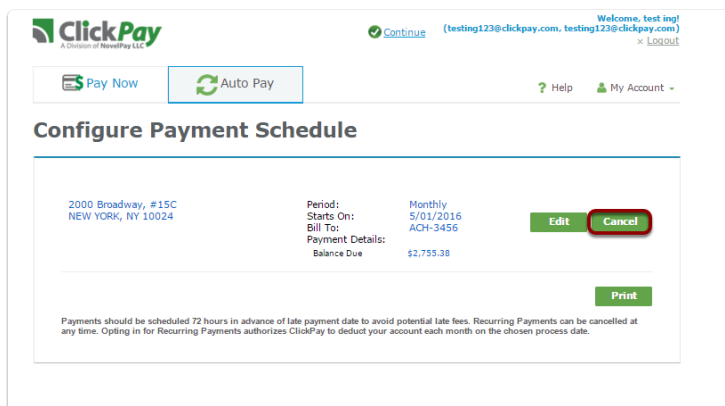 ClickPay
A Division of NovelPay LLC
Continue
Welcome, test ing!
(testing123@clickpay.com, testing123@clickpay.com)
× Logout
Pay Now
Auto Pay
? Help
My Account
Configure Payment Schedule
2000 Broadway, #15C
NEW YORK, NY 10024
Period: Monthly
Starts On: 5/01/2016
Bill To: ACH-3456
Payment Details:
Balance Due $2,755.38
Edit
Cancel
Print
Payments should be scheduled 72 hours in advance of late payment date to avoid potential late fees. Recurring Payments can be cancelled at
any time. Opting in for Recurring Payments authorizes ClickPay to deduct your account each month on the chosen process date.